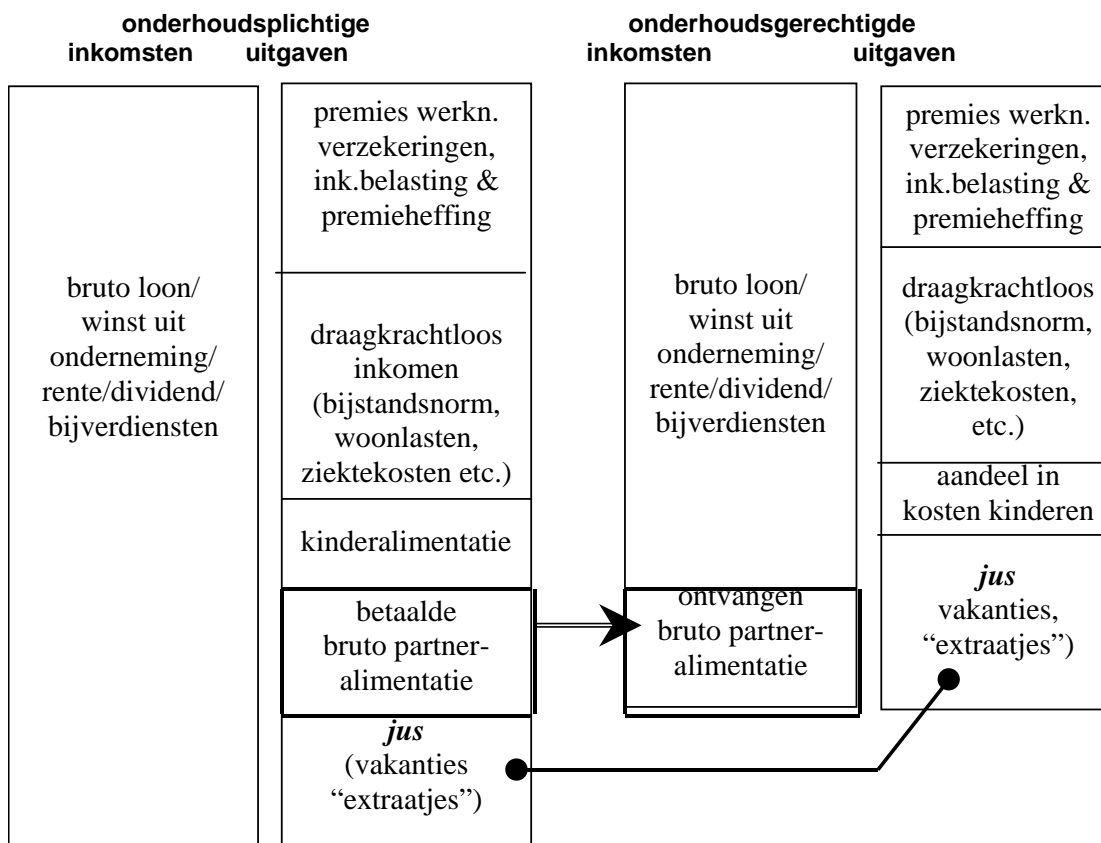 onderhoudsplichtige
inkomsten uitgaven
premies werkn.
verzekeringen,
ink.belasting &
premieheffing
bruto loon/
winst uit
onderneming/
rente/dividend/
bijverdiensten
draagkrachtloos
inkomen
(bijstandsnorm,
woonlasten,
ziektekosten etc.)
kinderalimentatie
betaalde
bruto partner-
alimentatie
jus
(vakanties
“extraatjes”)
onderhoudsgerechtigde
inkomsten uitgaven
bruto loon/
winst uit
onderneming/
rente/dividend/
bijverdiensten
ontvangen
bruto partner-
alimentatie
premies werkn.
verzekeringen,
ink.belasting &
premieheffing
draagkrachtloos
(bijstandsnorm,
woonlasten,
ziektekosten,
etc.)
aandeel in
kosten kinderen
jus
vakanties,
“extraatjes”)